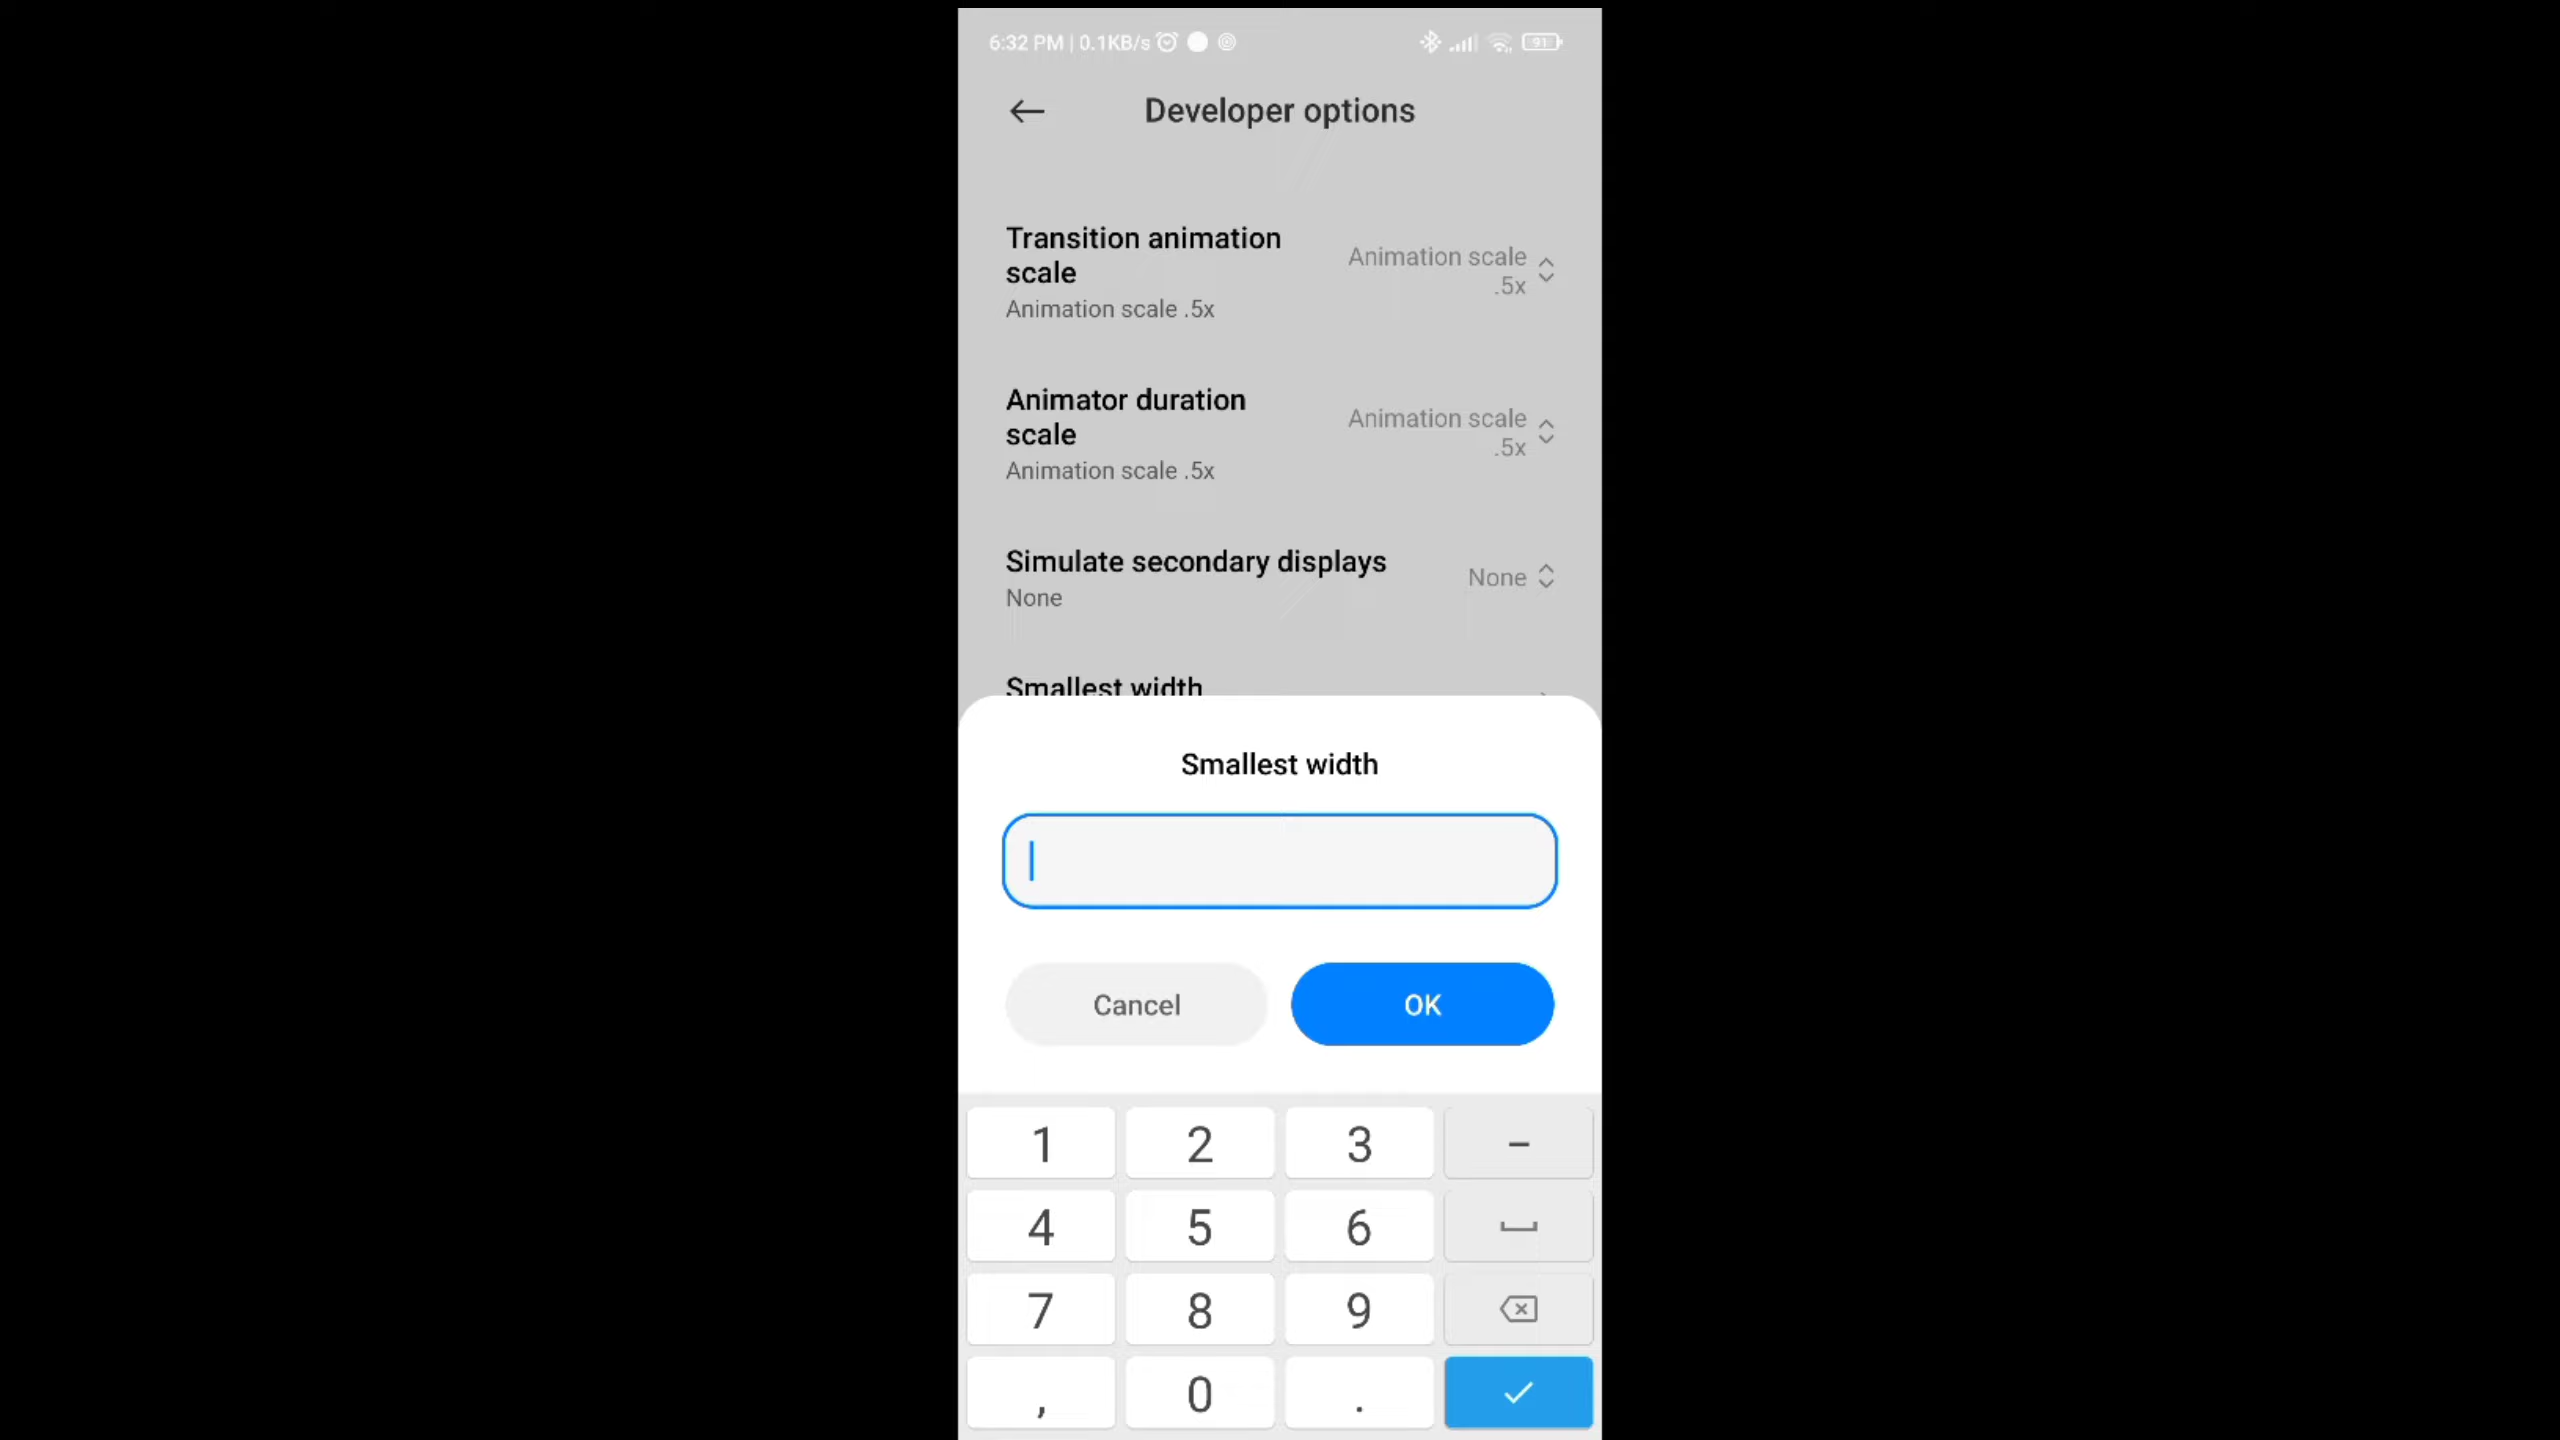 6:32 PM | 0.1KB/s
91
Developer options
Transition animation
scale
Animation scale .5x
Animation scale
.5x
Animator duration
scale
Animation scale .5x
Animation scale
.5x
Simulate secondary displays
None
None
Smallest width
Smallest width
Cancel
OK
1 2 3 -
4 5 6
7 8 9
, 0 .